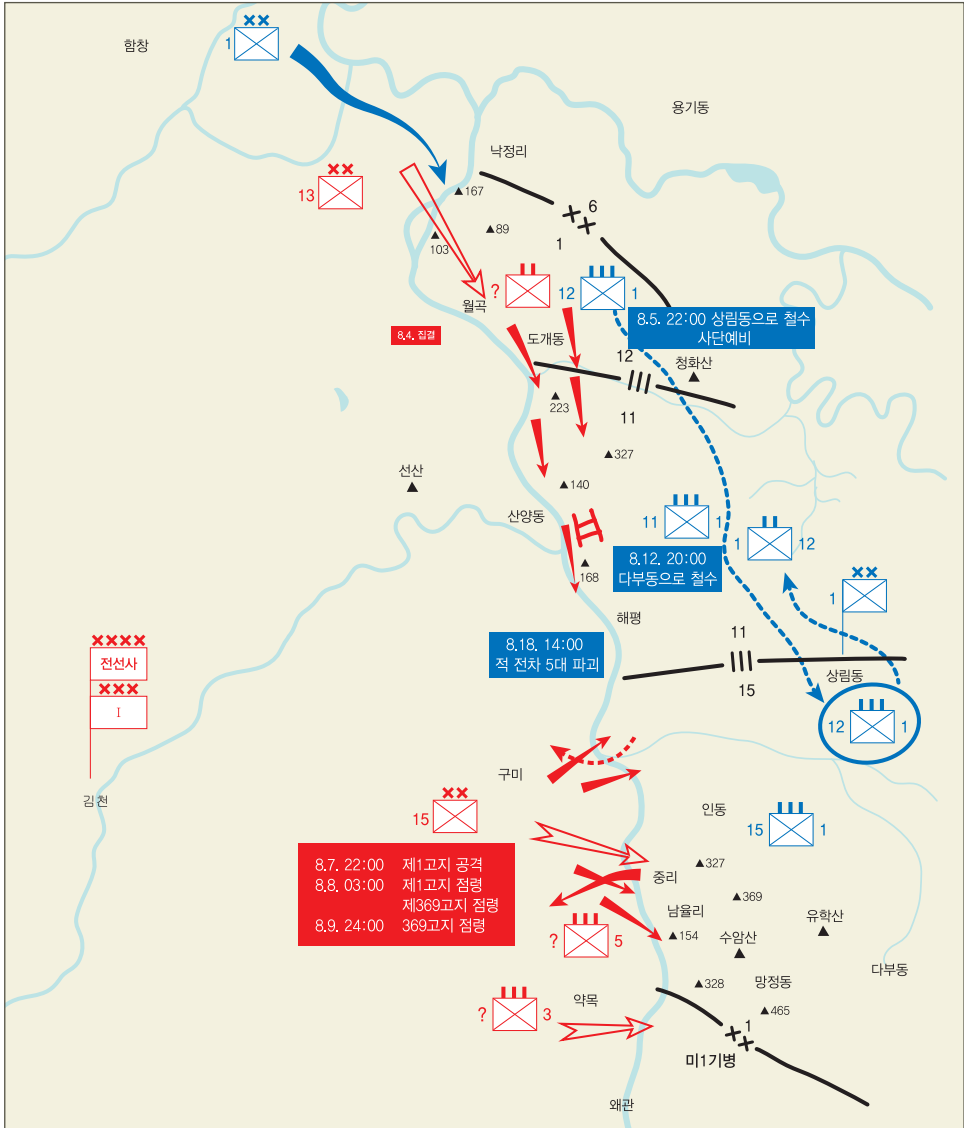 함창
1
용기동
낙정리
13
167
6
89
1
103
?
12
1
월곡
8.5. 22:00 상림동으로 철수
사단예비
8.4. 집결
도개동
12
청화산
223
11
327
선산
140
산양동
11
1
1
12
8.12. 20:00
다부동으로 철수
168
1
해평
8.18. 14:00
적 전차 5대 파괴
11
전선사
15
상림동
I
12
1
구미
김천
15
인동
15
1
8.7. 22:00 제1고지 공격
8.8. 03:00 제1고지 점령
제369고지 점령
8.9. 24:00 369고지 점령
327
중리
369
남율리
유학산
?
5
154
수암산
다부동
328
망정동
?
3
약목
465
1
미1기병
왜관